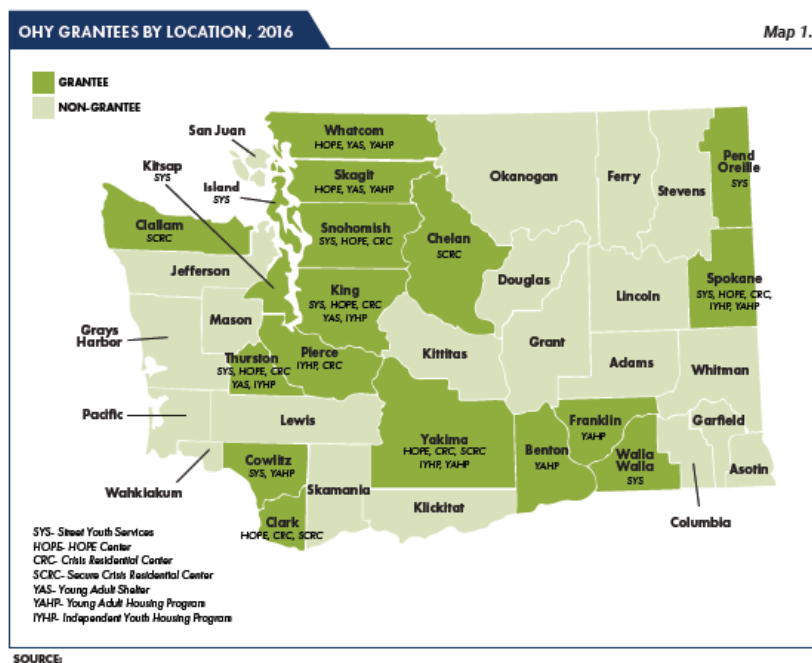 OHY GRANTEES BY LOCATION, 2016
Map 1.
GRANTEE
NON-GRANTEE
San Juan
Whatcom
HOPE, YAS, YAHP
Kitsap
SYS
Island
SYS
Skagit
HOPE, YAS, YAHP
Okanogan
Ferry
Stevens
Pend
Oreille
SYS
Clallam
SCRC
Snohomish
SYS, HOPE, CRC
Chelan
SCRC
Jefferson
Douglas
King
SYS, HOPE, CRC
YAS, IYHP
Lincoln
Spokane
SYS, HOPE, CRC,
IYHP, YAHP
Mason
Grays
Harbor
Kittitas
Grant
Adams
Whitman
Thurston
SYS, HOPE, CRC
YAS, IYHP
Pierce
IYHP, CRC
Pacific
Lewis
Yakima
HOPE, CRC, SCRC
IYHP, YAHP
Benton
YAHP
Franklin
YAHP
Walla
Walla
SYS
Garfield
Asotin
Wahkiakum
Cowlitz
SYS, YAHP
Skamania
Klickitat
Columbia
Clark
HOPE, CRC, SCRC
SYS- Street Youth Services
HOPE- HOPE Center
CRC- Crisis Residential Center
SCRC- Secure Crisis Residential Center
YAS- Young Adult Shelter
YAHP- Young Adult Housing Program
IYHP- Independent Youth Housing Program
SOURCE: